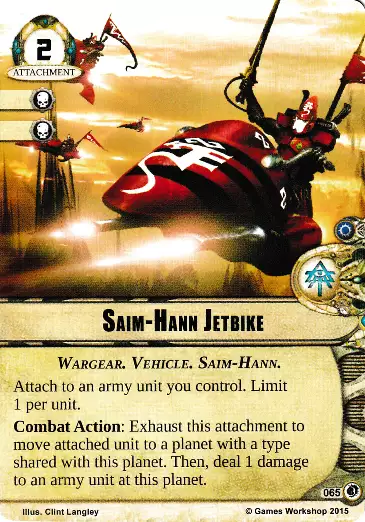 2
ATTACHMENT
SAIM-HANN JETBIKE
WARGEAR. VEHICLE. SAIM-HANN.
Attach to an army unit you control. Limit
1 per unit.
Combat Action: Exhaust this attachment to
move attached unit to a planet with a type
shared with this planet. Then, deal 1 damage
to an army unit at this planet.
065
Illus. Clint Langley
© Games Workshop 2015